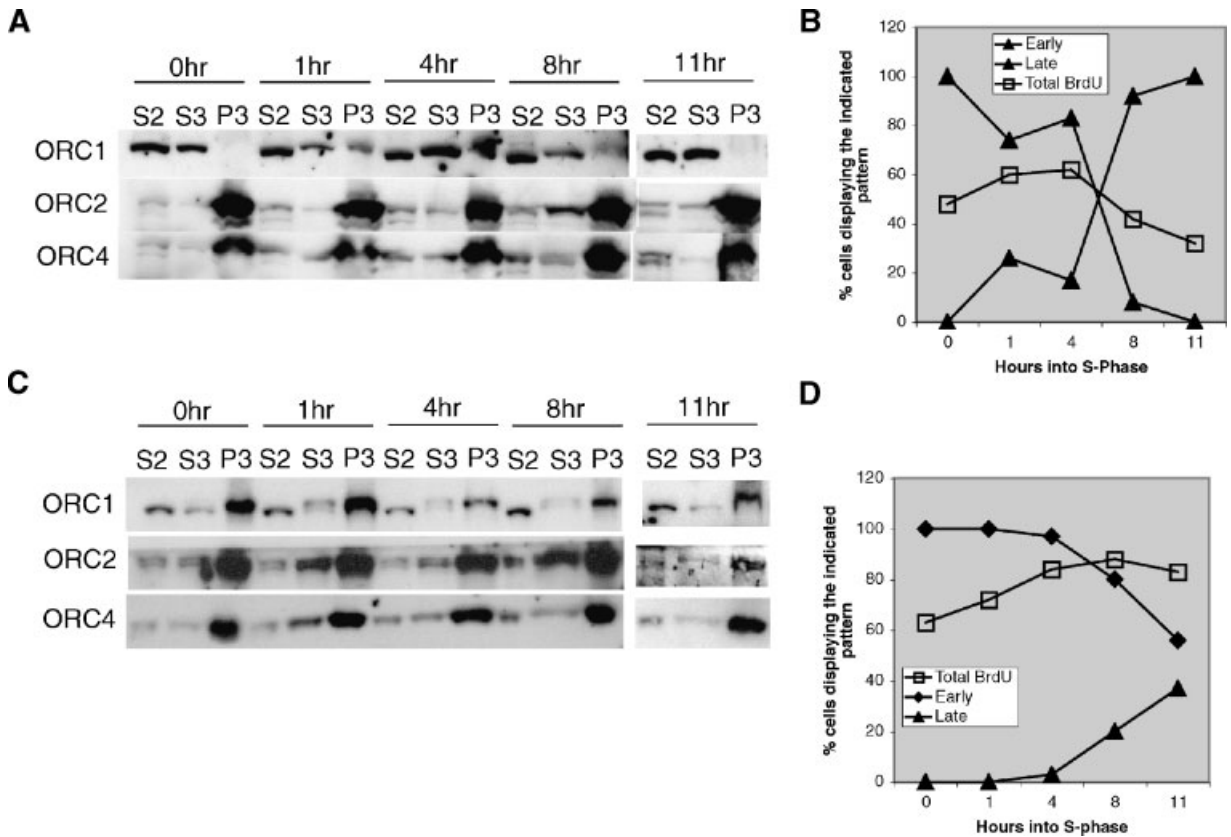 A
0hr 1hr 4hr 8hr 11hr
S2 S3 P3 S2 S3 P3 S2 S3 P3 S2 S3 P3 S2 S3 P3
ORC1
ORC2
ORC4
B
120
100
80
60
40
20
0
% cells displaying the indicated
pattern
Early
Late
Total BrdU
0 1 4 8 11
Hours into S-Phase
C
0hr 1hr 4hr 8hr 11hr
S2 S3 P3 S2 S3 P3 S2 S3 P3 S2 S3 P3 S2 S3 P3
ORC1
ORC2
ORC4
D
120
100
80
60
40
20
0
% cells displaying the indicated
pattern
Total BrdU
Early
Late
0 1 4 8 11
Hours into S-phase